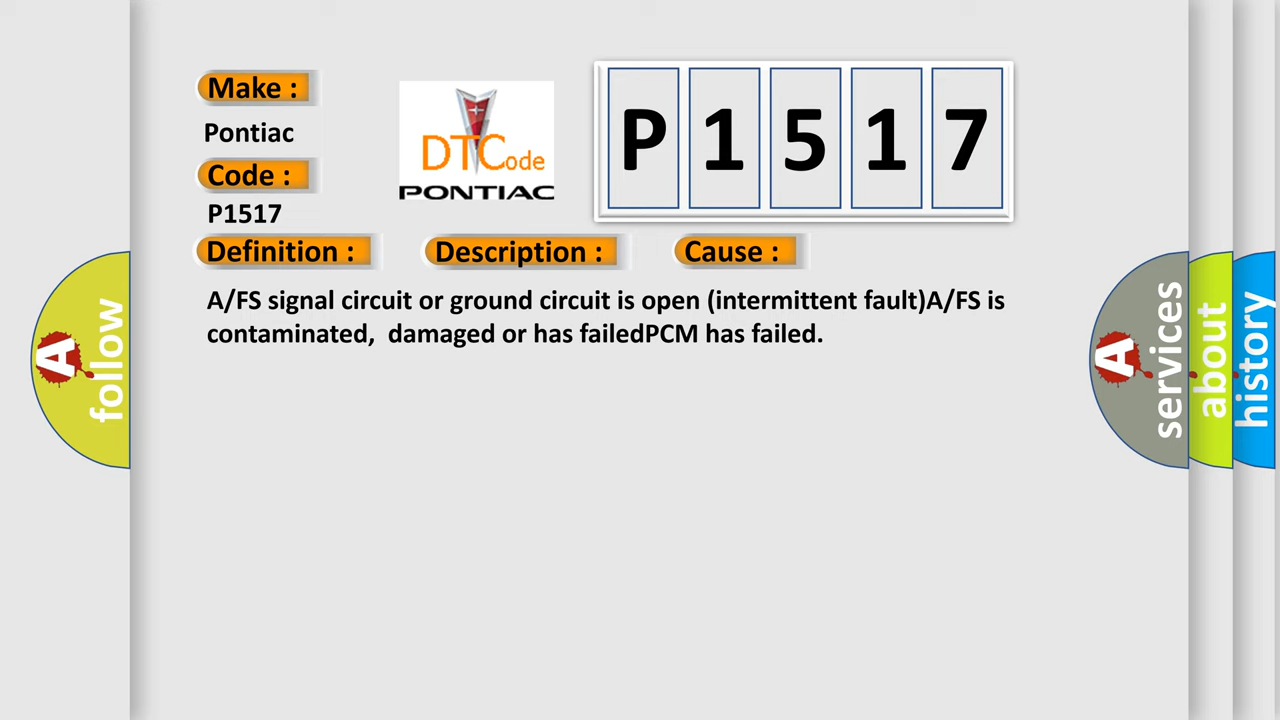 Make :
Pontiac
Code :
P1517
DTCode
PONTIAC
P 1 5 1 7
Definition :
Description :
Cause :
A/FS signal circuit or ground circuit is open (intermittent fault)A/FS is
contaminated, damaged or has failedPCM has failed.
A follow
A services
about
history